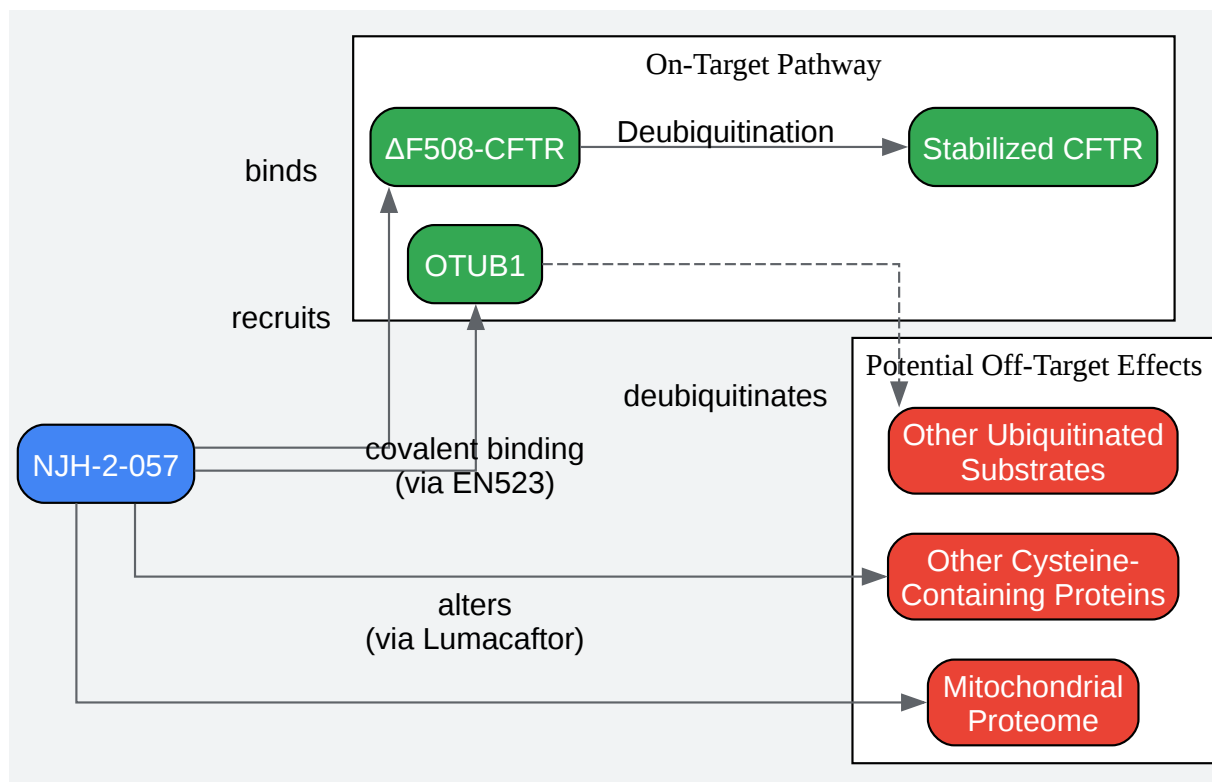 On-Target Pathway
ΔF508-CFTR
Deubiquitination
Stabilized CFTR
binds
OTUB1
recruits
Potential Off-Target Effects
deubiquitinates
Other Ubiquitinated
Substrates
NJH-2-057
covalent binding
(via EN523)
Other Cysteine-
Containing Proteins
alters
(via Lumacaftor)
Mitochondrial
Proteome